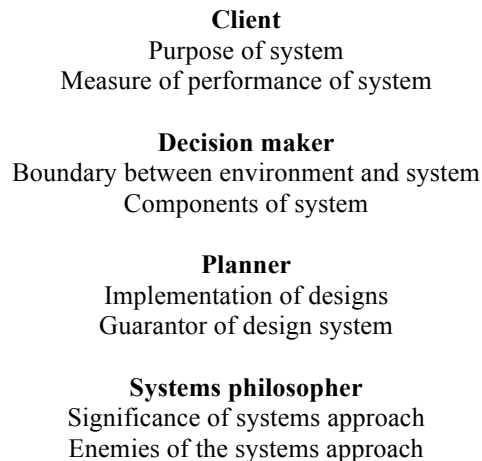 Client
Purpose of system
Measure of performance of system
Decision maker
Boundary between environment and system
Components of system
Planner
Implementation of designs
Guarantor of design system
Systems philosopher
Significance of systems approach
Enemies of the systems approach